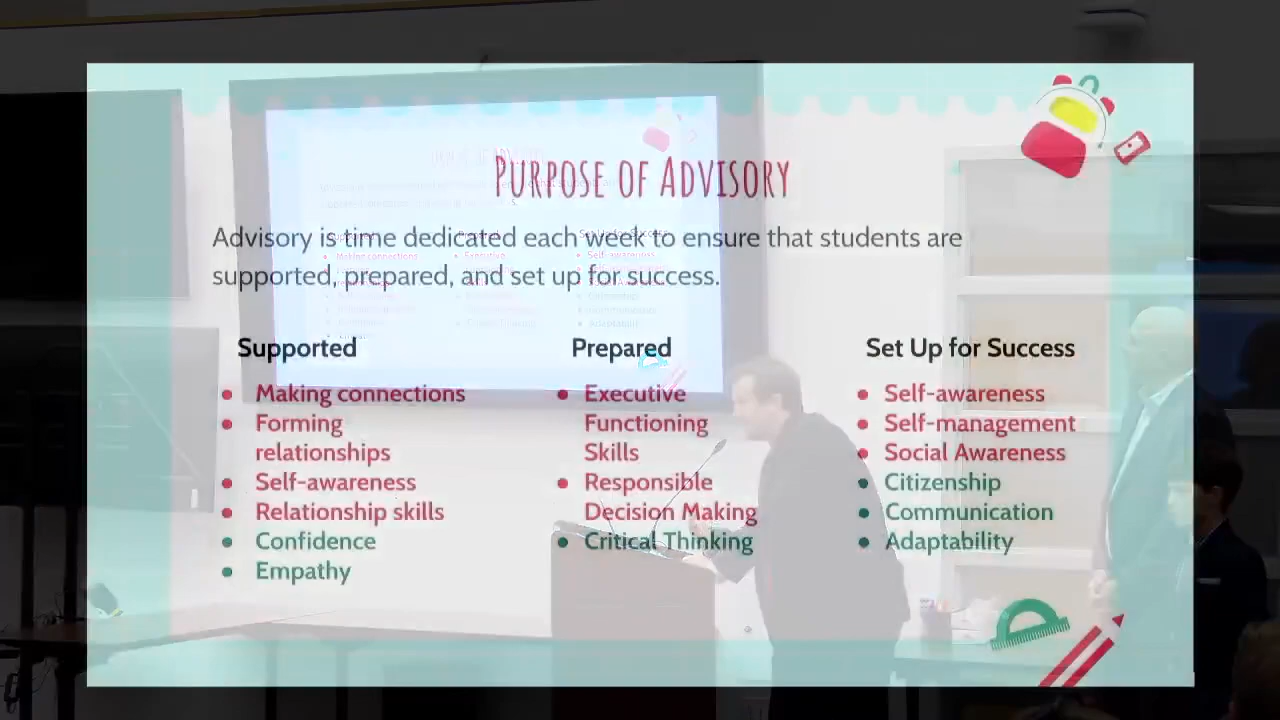 PURPOSE OF ADVISORY
Advisory is time dedicated each week to ensure that students are
supported, prepared, and set up for success.
Supported
Making connections
Forming
relationships
Self-awareness
Relationship skills
Confidence
Empathy
Prepared
Executive
Functioning
Skills
Responsible
Decision Making
Critical Thinking
Set Up for Success
Self-awareness
Self-management
Social Awareness
Citizenship
Communication
Adaptability